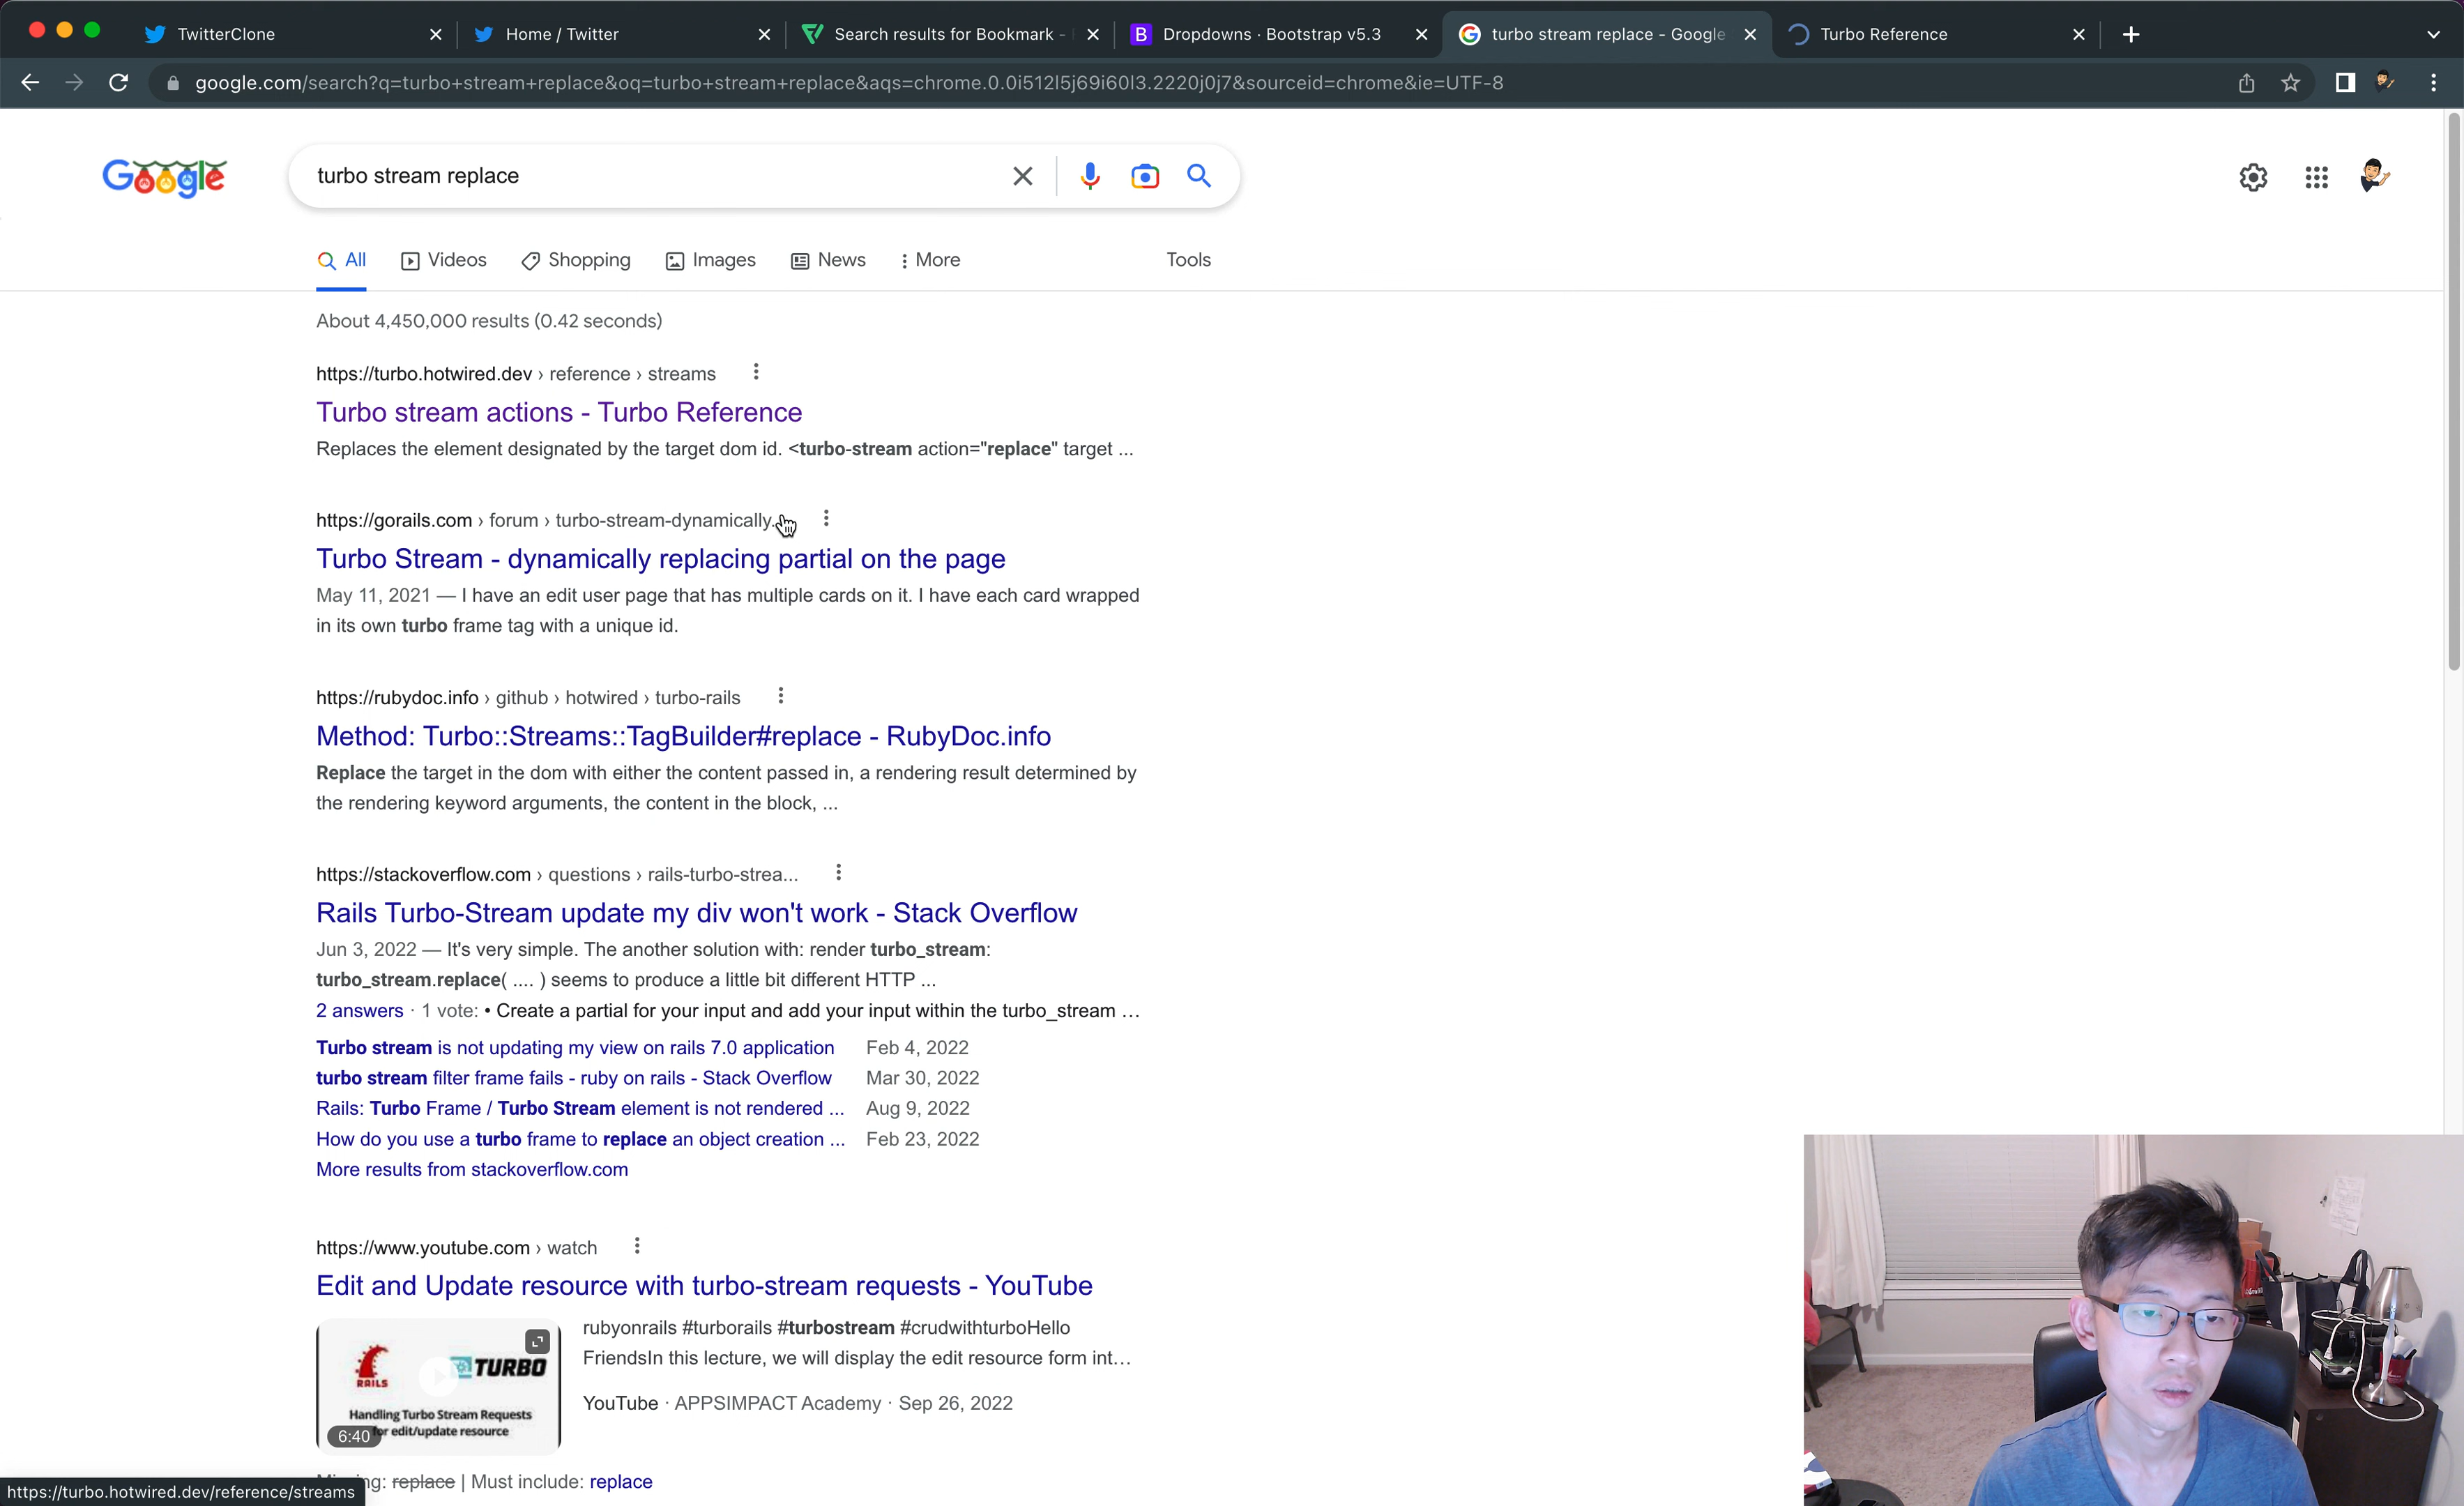 TwitterClone
Home / Twitter
Search results for Bookmark -
Dropdowns · Bootstrap v5.3
turbo stream replace - Google
Turbo Reference
google.com/search?q=turbo+stream+replace&oq=turbo+stream+replace&aqs=chrome.0.0i512l5j69i60l3.2220j0j7&sourceid=chrome&ie=UTF-8
Google
turbo stream replace
All
Videos
Shopping
Images
News
More
Tools
About 4,450,000 results (0.42 seconds)
https://turbo.hotwired.dev › reference › streams
Turbo stream actions - Turbo Reference
Replaces the element designated by the target dom id. <turbo-stream action="replace" target ...
https://gorails.com › forum › turbo-stream-dynamically...
Turbo Stream - dynamically replacing partial on the page
May 11, 2021 — I have an edit user page that has multiple cards on it. I have each card wrapped
in its own turbo frame tag with a unique id.
https://rubydoc.info › github › hotwired › turbo-rails
Method: Turbo::Streams::TagBuilder#replace - RubyDoc.info
Replace the target in the dom with either the content passed in, a rendering result determined by
the rendering keyword arguments, the content in the block, ...
https://stackoverflow.com › questions › rails-turbo-strea...
Rails Turbo-Stream update my div won't work - Stack Overflow
Jun 3, 2022 — It's very simple. The another solution with: render turbo_stream:
turbo_stream.replace( .... ) seems to produce a little bit different HTTP ...
2 answers · 1 vote: • Create a partial for your input and add your input within the turbo_stream ...
Turbo stream is not updating my view on rails 7.0 application Feb 4, 2022
turbo stream filter frame fails - ruby on rails - Stack Overflow Mar 30, 2022
Rails: Turbo Frame / Turbo Stream element is not rendered ... Aug 9, 2022
How do you use a turbo frame to replace an object creation ... Feb 23, 2022
More results from stackoverflow.com
https://www.youtube.com › watch
Edit and Update resource with turbo-stream requests - YouTube
RAILS
TURBO
Handling Turbo Stream Requests
for edit/update resource
6:40
rubyonrails #turborails #turbostream #crudwithturboHello
FriendsIn this lecture, we will display the edit resource form int...
YouTube · APPSIMPACT Academy · Sep 26, 2022
replace | Must include: replace
https://turbo.hotwired.dev/reference/streams